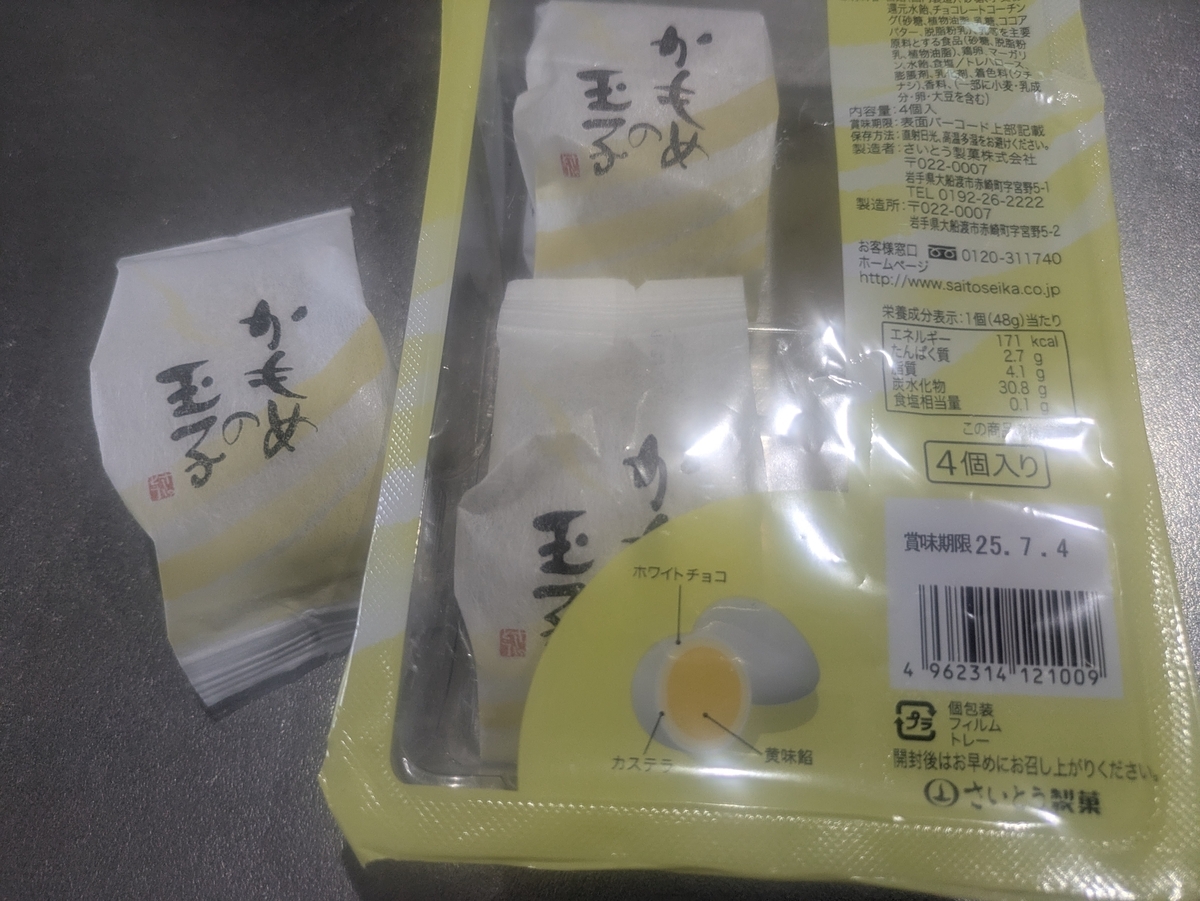 かもめ
の
玉子
かもめ
の
玉子
玉子
還元水飴、チョコレートコーチン
グ(砂糖、植物油脂、乳糖、ココア
バター、脱脂粉乳
を主要
原料とする食品(砂糖、脱脂粉
乳、植物油脂)、鶏卵、マーガリ
ン、水飴、食塩/トレハロース、
膨脹剤、乳化剤、着色料(クチ
ナシ)、香料、(一部に小麦・乳成
分・卵・大豆を含む)
内容量:4個入
賞味期限:表面バーコード上部記載
保存方法:直射日光、高温多湿をお避けください。
製造者:さいとう製菓株式会社
〒022-0007
岩手県大船渡市赤崎町字宮野5-1
TEL 0192-26-2222
製造所:〒022-0007
岩手県大船渡市赤崎町字宮野5-2
お客様窓口 0120-311740
ホームページ
http://www.saitoseika.co.jp
栄養成分表示:1個(48g)当たり
エネルギー 171 kcal
たんぱく質 2.7 g
脂質 4.1 g
炭水化物 30.8 g
食塩相当量 0.1 g
この商品
4個入り
賞味期限 25.7.4
4 962314 121009
プラ
個包装
フィルム
トレー
開封後はお早めにお召し上がりください。
さいとう製菓
ホワイトチョコ
カステラ
黄味餡